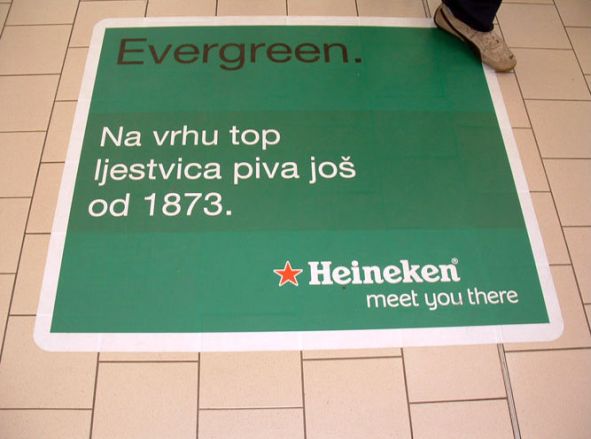 Evergreen.
Na vrhu top
ljestvica piva još
od 1873.
Heineken®
meet you there